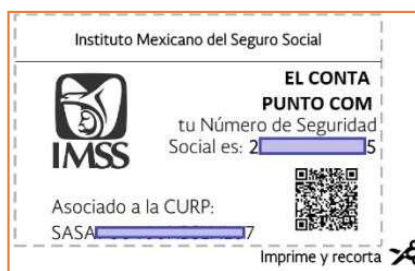 Instituto Mexicano del Seguro Social
EL CONTA
PUNTO COM
tu Número de Seguridad
Social es: 2 5
IMSS
Asociado a la CURP:
SASA 7
Imprime y recorta